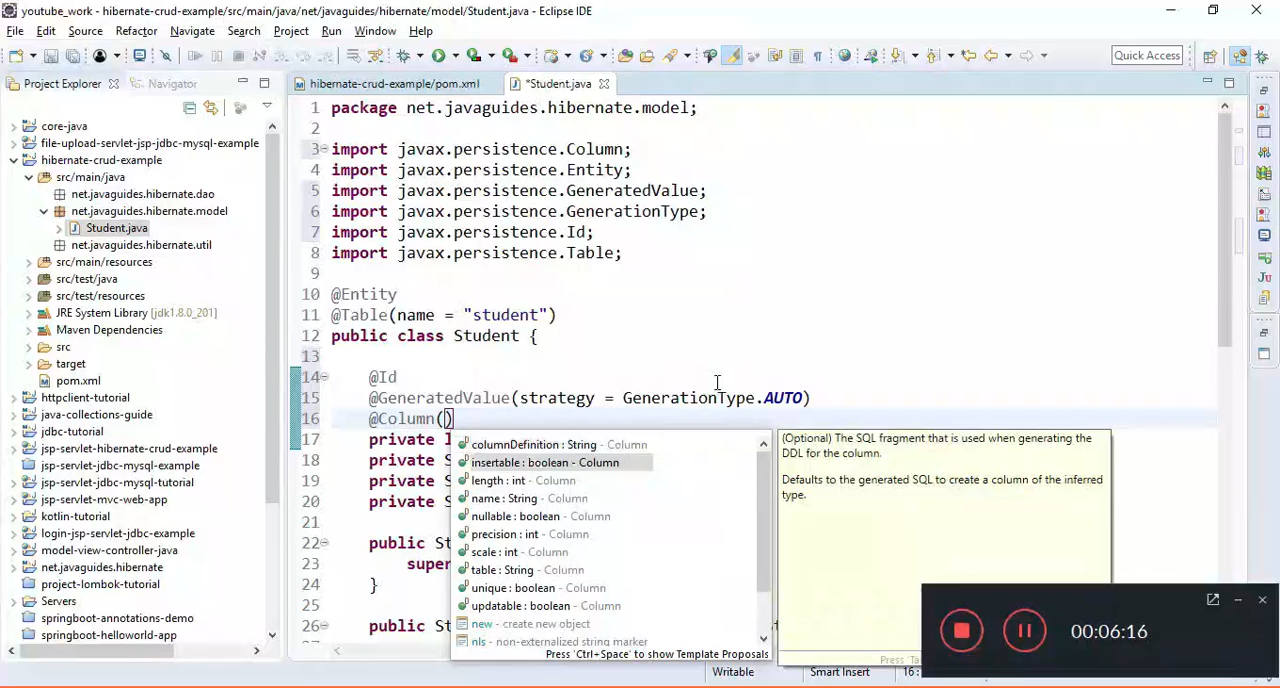 youtube_work - hibernate-crud-example/src/main/java/net/javaguides/hibernate/model/Student.java - Eclipse IDE
File Edit Source Refactor Navigate Search Project Run Window Help
Quick Access
Project Explorer Navigator
hibernate-crud-example/pom.xml *Student.java
core-java
file-upload-servlet-jsp-jdbc-mysql-example
hibernate-crud-example
src/main/java
net.javaguides.hibernate.dao
net.javaguides.hibernate.model
Student.java
net.javaguides.hibernate.util
src/main/resources
src/test/java
src/test/resources
JRE System Library [jdk1.8.0_201]
Maven Dependencies
src
target
pom.xml
httpclient-tutorial
java-collections-guide
jdbc-tutorial
jsp-servlet-hibernate-crud-example
jsp-servlet-jdbc-mysql-example
jsp-servlet-jdbc-mysql-tutorial
jsp-servlet-mvc-web-app
kotlin-tutorial
login-jsp-servlet-jdbc-example
model-view-controller-java
net.javaguides.hibernate
project-lombok-tutorial
Servers
springboot-annotations-demo
springboot-helloworld-app
1 package net.javaguides.hibernate.model;
2
3 import javax.persistence.Column;
4 import javax.persistence.Entity;
5 import javax.persistence.GeneratedValue;
6 import javax.persistence.GenerationType;
7 import javax.persistence.Id;
8 import javax.persistence.Table;
9
10 @Entity
11 @Table(name = "student")
12 public class Student {
13
14 @Id
15 @GeneratedValue(strategy = GenerationType.AUTO)
16 @Column()
17 private
18 private S
19 private S
20 private S
21
22 public St
23 super
24 }
25
26 public St
columnDefinition : String - Column
insertable : boolean - Column
length : int - Column
name : String - Column
nullable : boolean - Column
precision : int - Column
scale : int - Column
table : String - Column
unique : boolean - Column
updatable : boolean - Column
new - create new object
nls - non-externalized string marker
Press 'Ctrl+Space' to show Template Proposals
(Optional) The SQL fragment that is used when generating the
DDL for the column.
Defaults to the generated SQL to create a column of the inferred
type.
Press 'Ta
00:06:16
Writable Smart Insert 16: